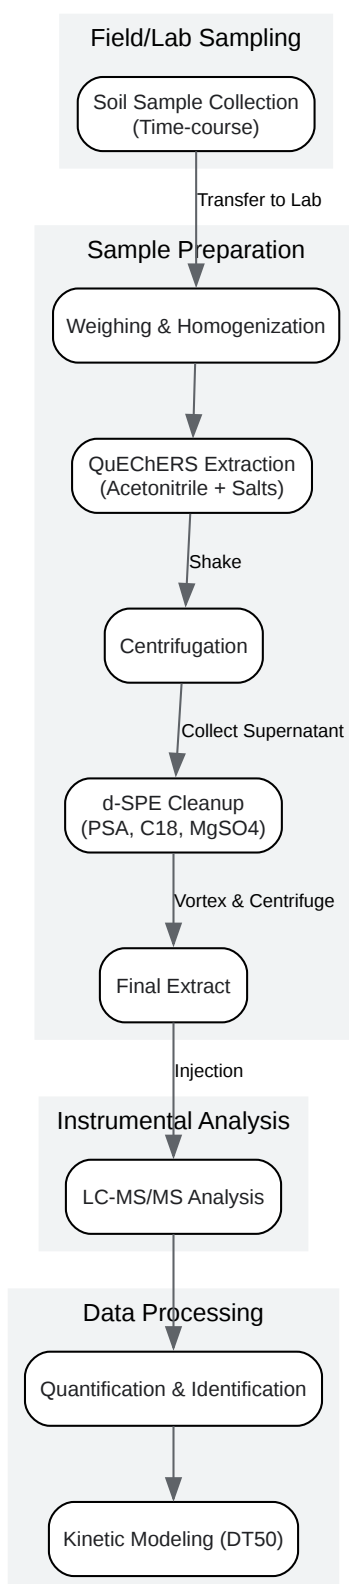 Field/Lab Sampling
Soil Sample Collection
(Time-course)
Transfer to Lab
Sample Preparation
Weighing & Homogenization
QuEChERS Extraction
(Acetonitrile + Salts)
Shake
Centrifugation
Collect Supernatant
d-SPE Cleanup
(PSA, C18, MgSO4)
Vortex & Centrifuge
Final Extract
Injection
Instrumental Analysis
LC-MS/MS Analysis
Data Processing
Quantification & Identification
Kinetic Modeling (DT50)